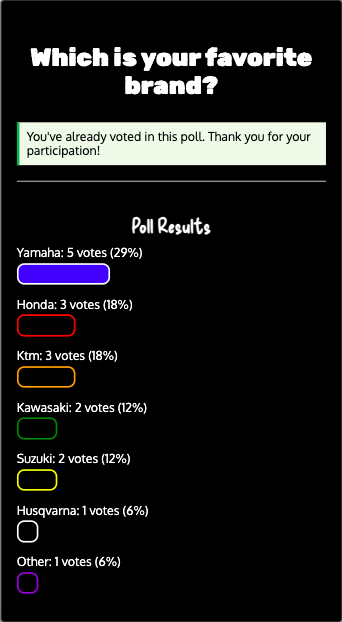 Which is your favorite
brand?
You've already voted in this poll. Thank you for your
participation!
Poll Results
Yamaha: 5 votes (29%)
Honda: 3 votes (18%)
Ktm: 3 votes (18%)
Kawasaki: 2 votes (12%)
Suzuki: 2 votes (12%)
Husqvarna: 1 votes (6%)
Other: 1 votes (6%)